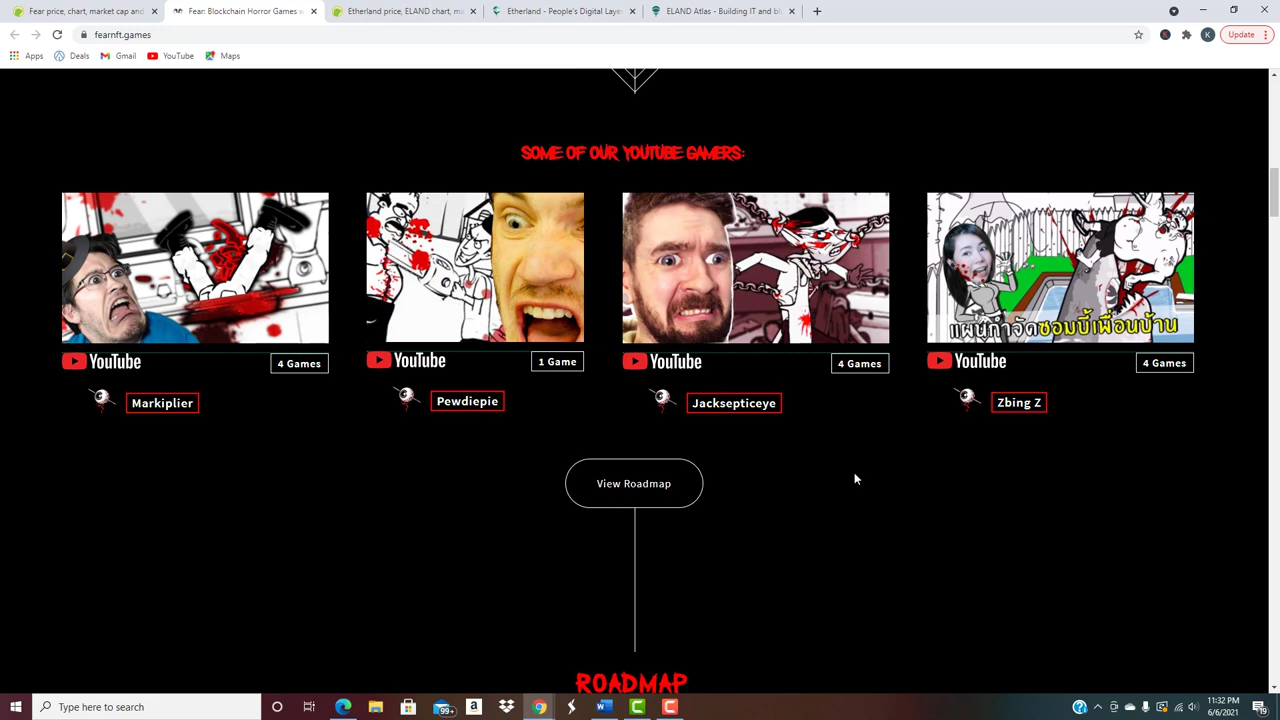 Fear price, chart, market cap and
Fear: Blockchain Horror Games w
Etherland price, ELAND chart, ma
Etherland - People's Digital Layer
ELAND Atlas - Building IT and bl
fearnft.games
Update
Apps
Deals
Gmail
YouTube
Maps
SOME OF OUR YOUTUBE GAMERS:
แผนกำจัดซอมบี้เพื่อนบ้าน
YouTube
4 Games
YouTube
1 Game
YouTube
4 Games
YouTube
4 Games
Markiplier
Pewdiepie
Jacksepticeye
Zbing Z
View Roadmap
ROADMAP
Type here to search
99+
11:32 PM
6/6/2021
19